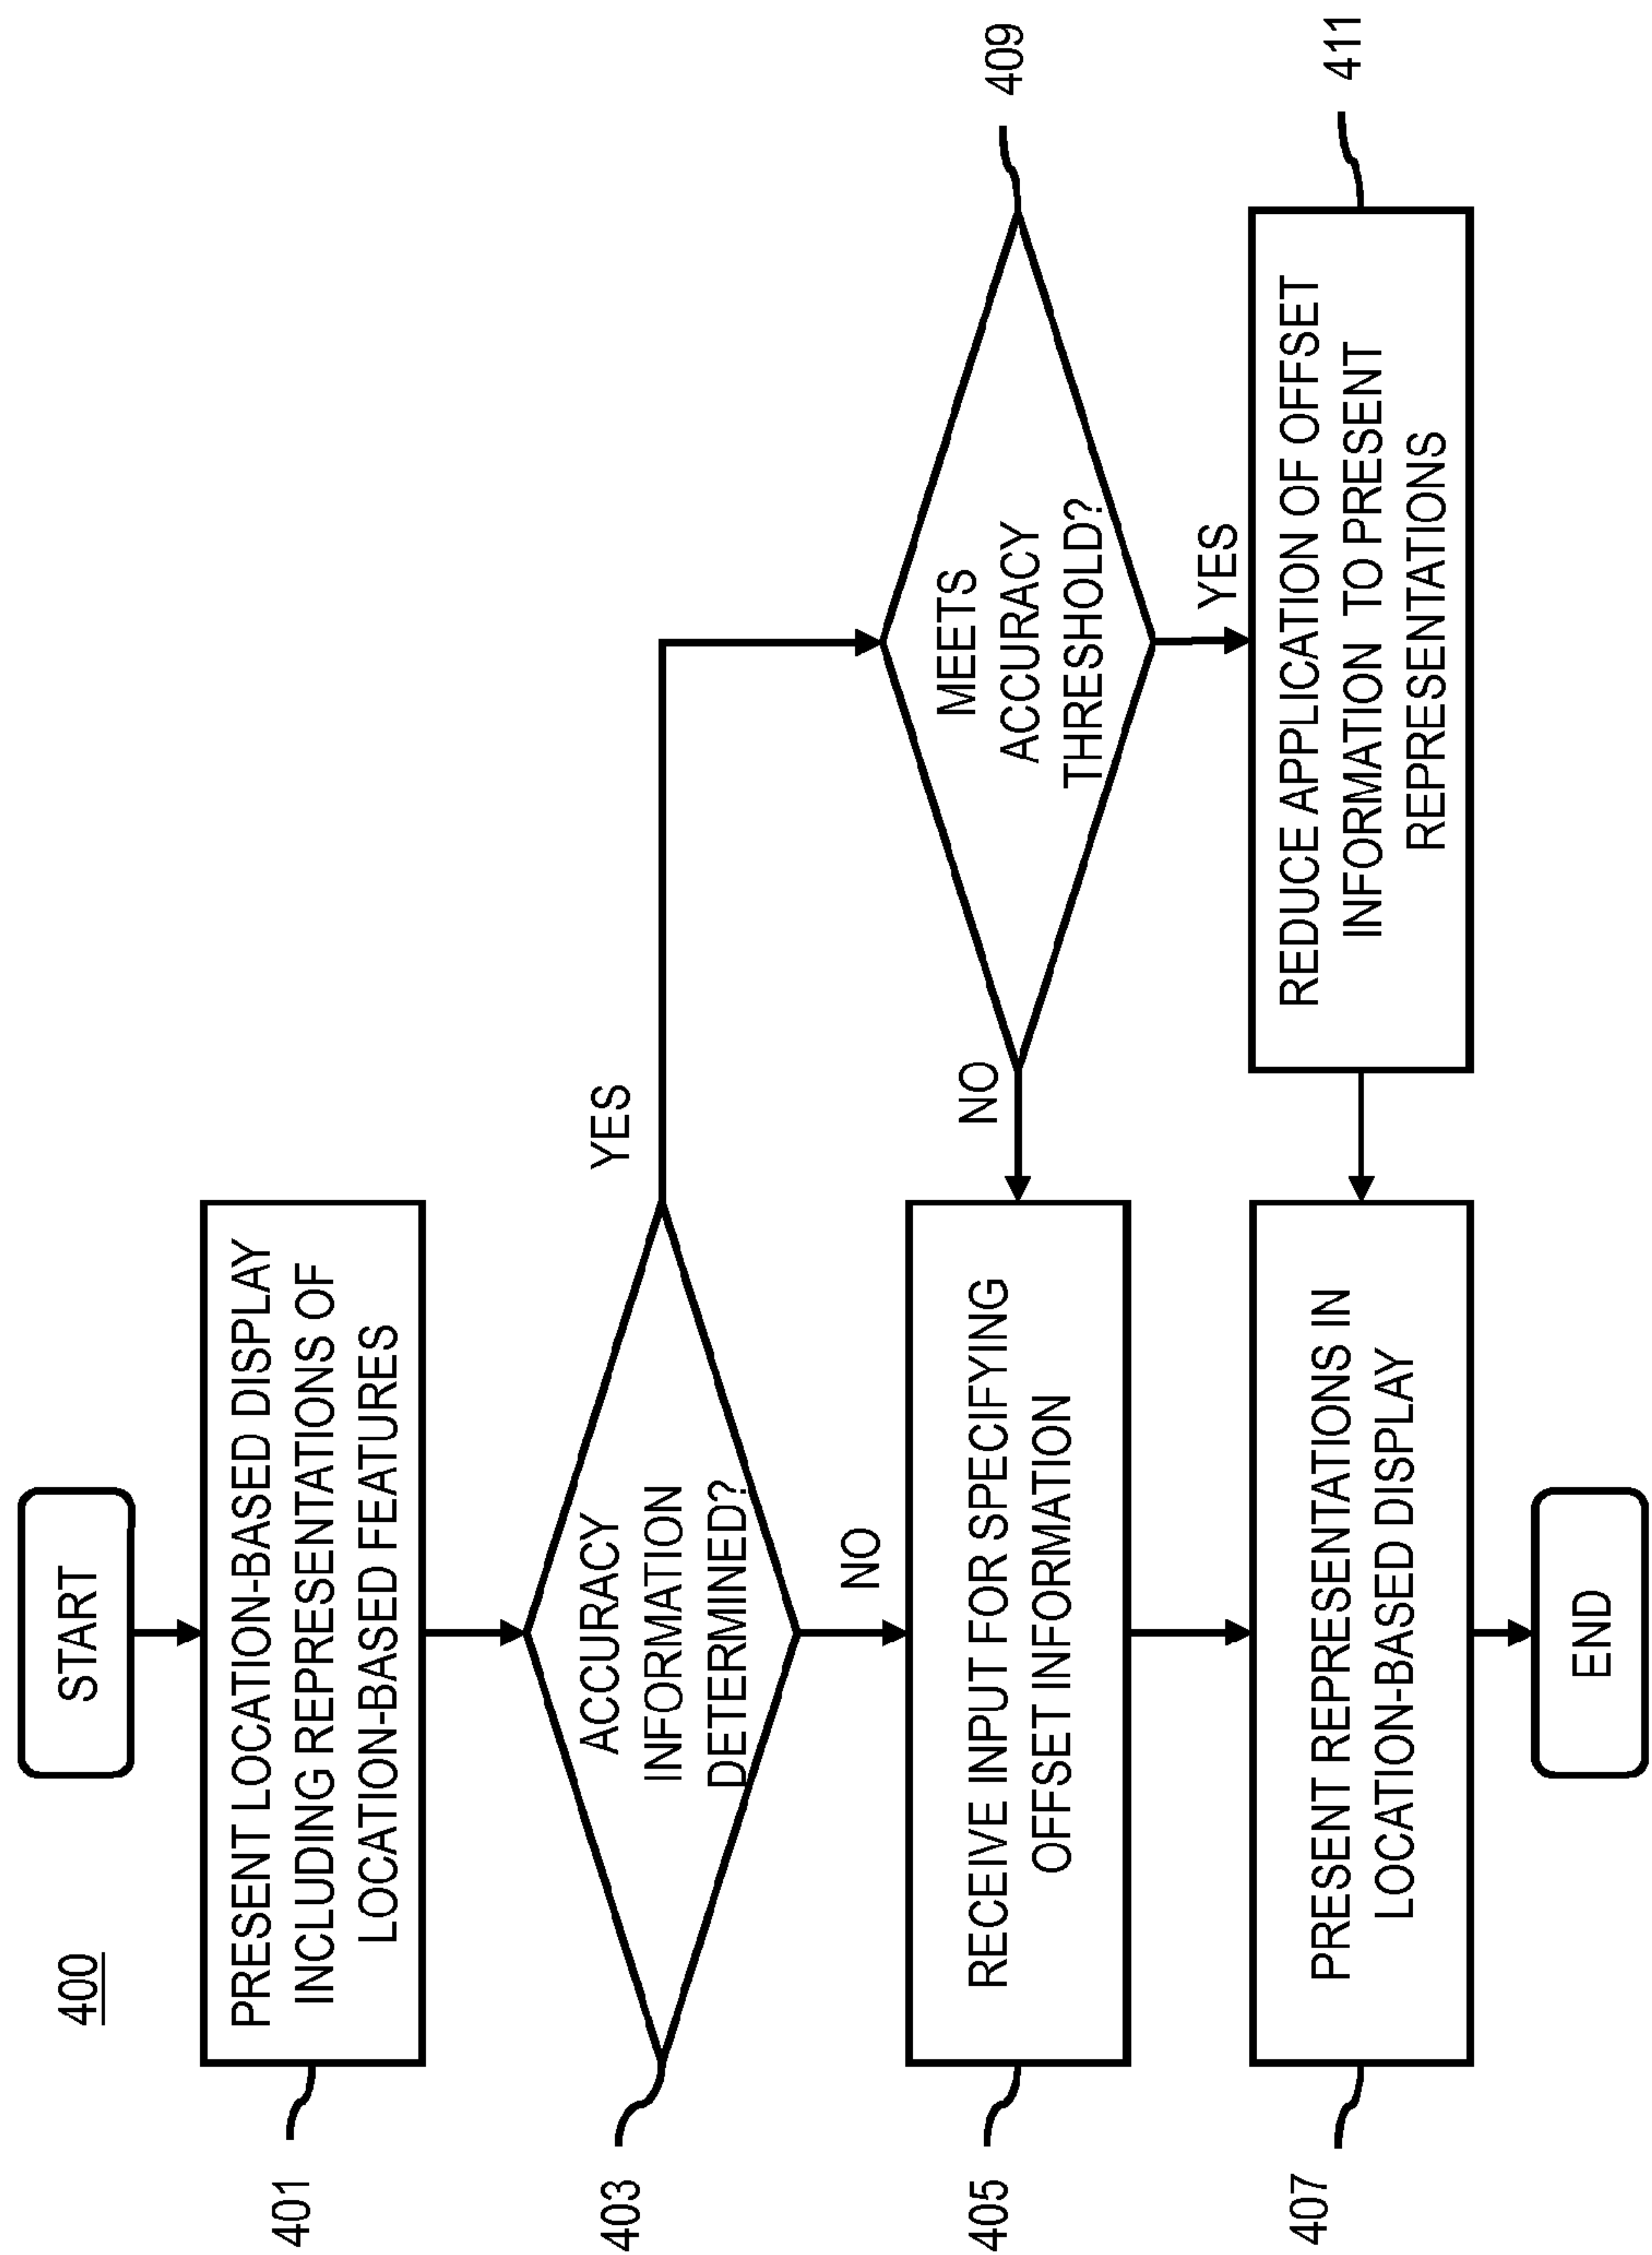 400
START
PRESENT LOCATION-BASED DISPLAY
INCLUDING REPRESENTATIONS OF
LOCATION-BASED FEATURES
401
ACCURACY
INFORMATION
DETERMINED?
403
YES
NO
MEETS
ACCURACY
THRESHOLD?
409
NO
YES
RECEIVE INPUT FOR SPECIFYING
OFFSET INFORMATION
405
REDUCE APPLICATION OF OFFSET
INFORMATION TO PRESENT
REPRESENTATIONS
411
PRESENT REPRESENTATIONS IN
LOCATION-BASED DISPLAY
407
END